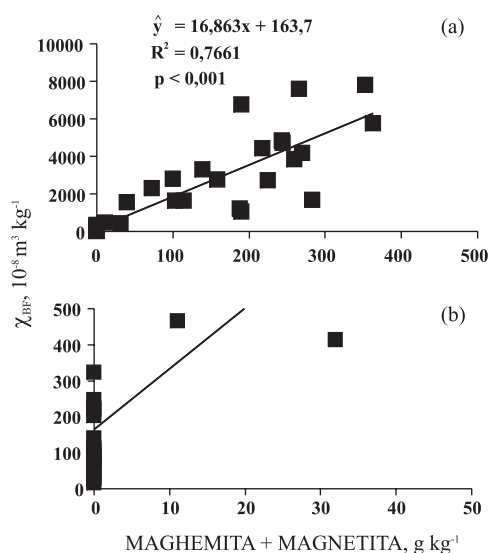 ŷ = 16,863x + 163,7
(a)
R² = 0,7661
p < 0,001
10000
8000
6000
4000
2000
0
0 100 200 300 400 500
χBF, 10⁻⁸ m³ kg⁻¹
(b)
500
400
300
200
100
0
0 10 20 30 40 50
MAGHEMITA + MAGNETITA, g kg⁻¹